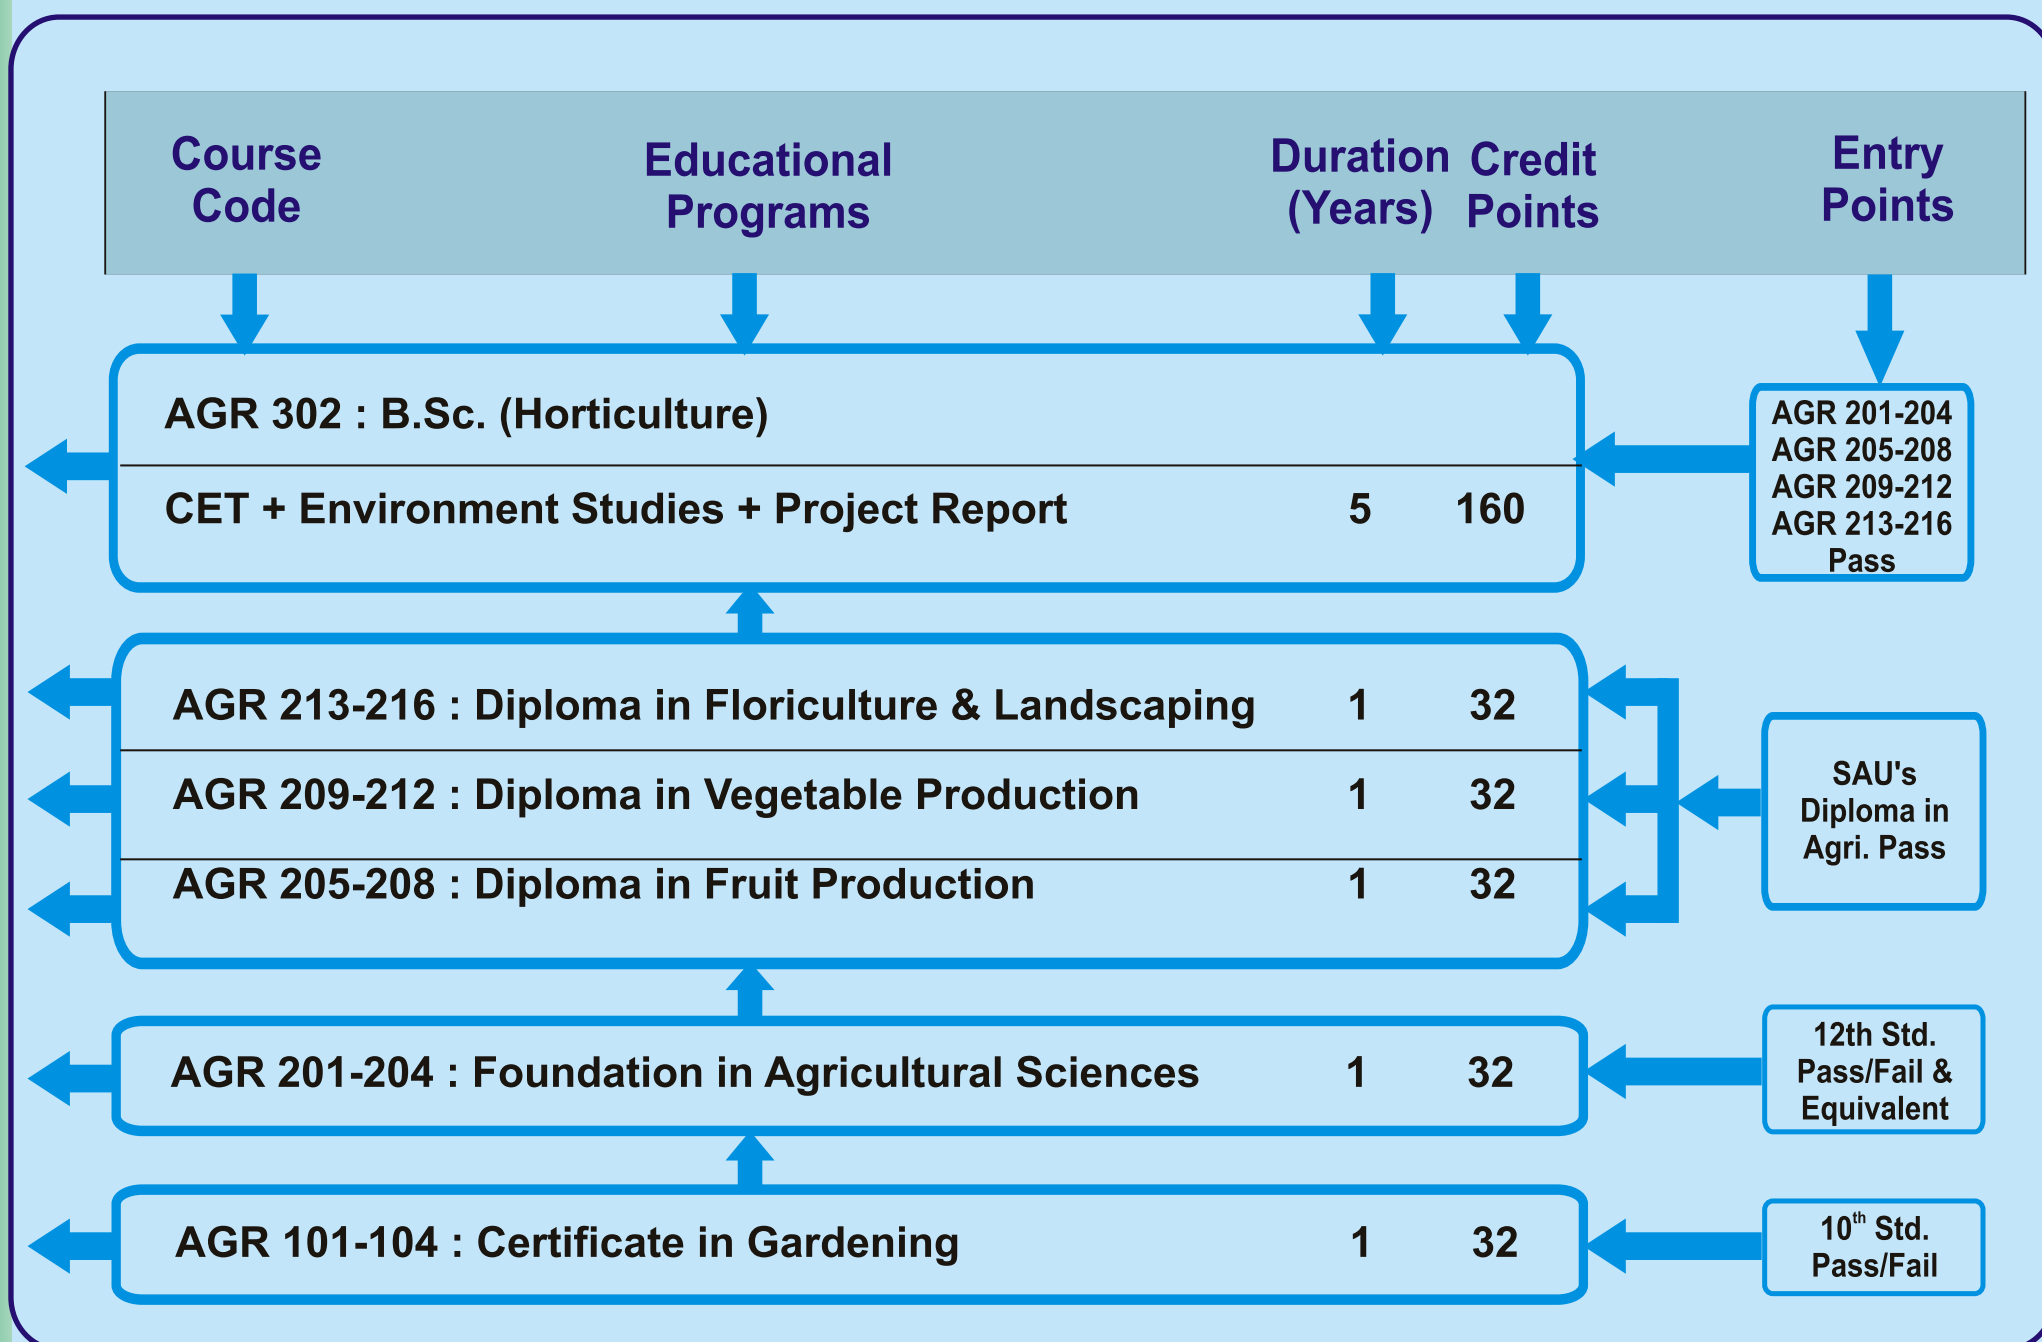 Course
Code
Educational
Programs
Duration
(Years)
Credit
Points
Entry
Points
AGR 302 : B.Sc. (Horticulture)
CET + Environment Studies + Project Report 5 160
AGR 201-204
AGR 205-208
AGR 209-212
AGR 213-216
Pass
AGR 213-216 : Diploma in Floriculture & Landscaping 1 32
AGR 209-212 : Diploma in Vegetable Production 1 32
AGR 205-208 : Diploma in Fruit Production 1 32
SAU's
Diploma in
Agri. Pass
AGR 201-204 : Foundation in Agricultural Sciences 1 32
12th Std.
Pass/Fail &
Equivalent
AGR 101-104 : Certificate in Gardening 1 32
10th Std.
Pass/Fail